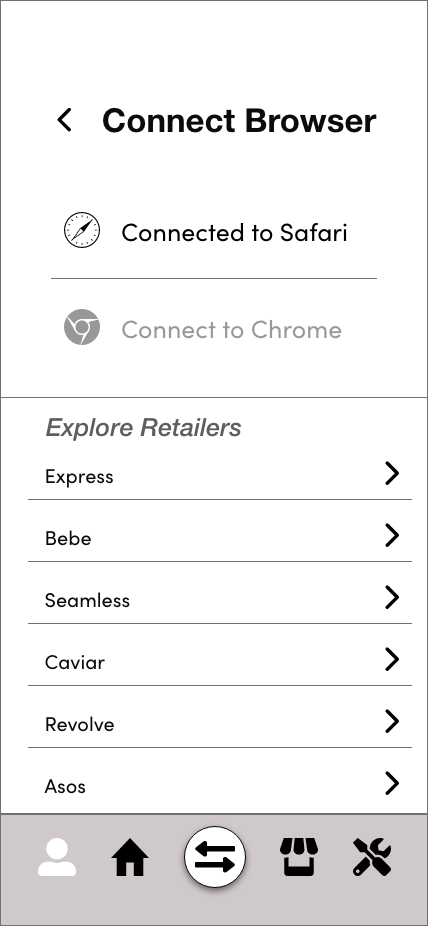 Connect Browser
Connected to Safari
Connect to Chrome
Explore Retailers
Express
Bebe
Seamless
Caviar
Revolve
Asos